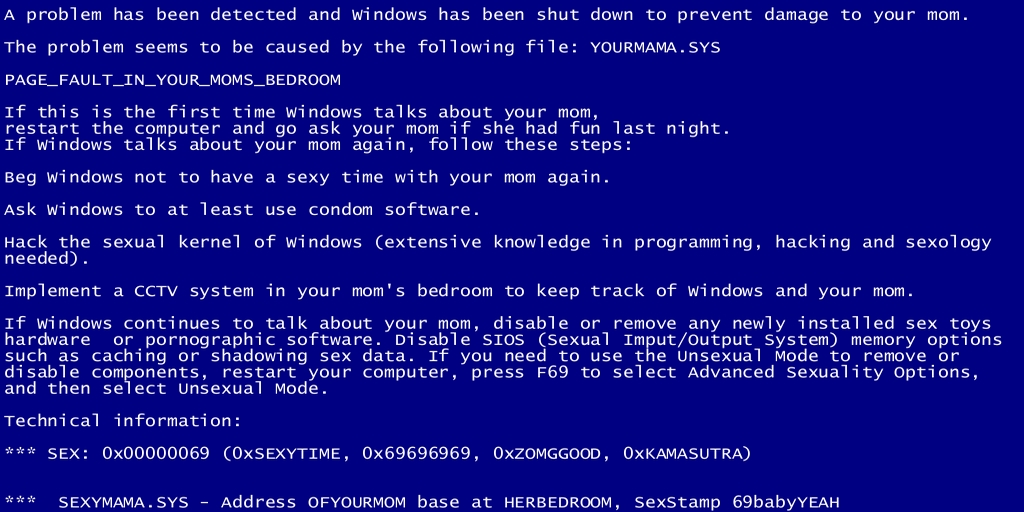 A problem has been detected and Windows has been shut down to prevent damage to your mom.
The problem seems to be caused by the following file: YOURMAMA.SYS
PAGE_FAULT_IN_YOUR_MOMS_BEDROOM
If this is the first time Windows talks about your mom,
restart the computer and go ask your mom if she had fun last night.
If Windows talks about your mom again, follow these steps:
Beg Windows not to have a sexy time with your mom again.
Ask Windows to at least use condom software.
Hack the sexual kernel of Windows (extensive knowledge in programming, hacking and sexology
needed).
Implement a CCTV system in your mom's bedroom to keep track of Windows and your mom.
If Windows continues to talk about your mom, disable or remove any newly installed sex toys
hardware  or pornographic software. Disable SIOS (Sexual Imput/Output System) memory options
such as caching or shadowing sex data. If you need to use the Unsexual Mode to remove or
disable components, restart your computer, press F69 to select Advanced Sexuality Options,
and then select Unsexual Mode.
Technical information:
*** SEX: 0x00000069 (0xSEXYTIME, 0x69696969, 0xZOMGGOOD, 0xKAMASUTRA)
***  SEXYMAMA.SYS - Address OFYOURMOM base at HERBEDROOM, SexStamp 69babyYEAH